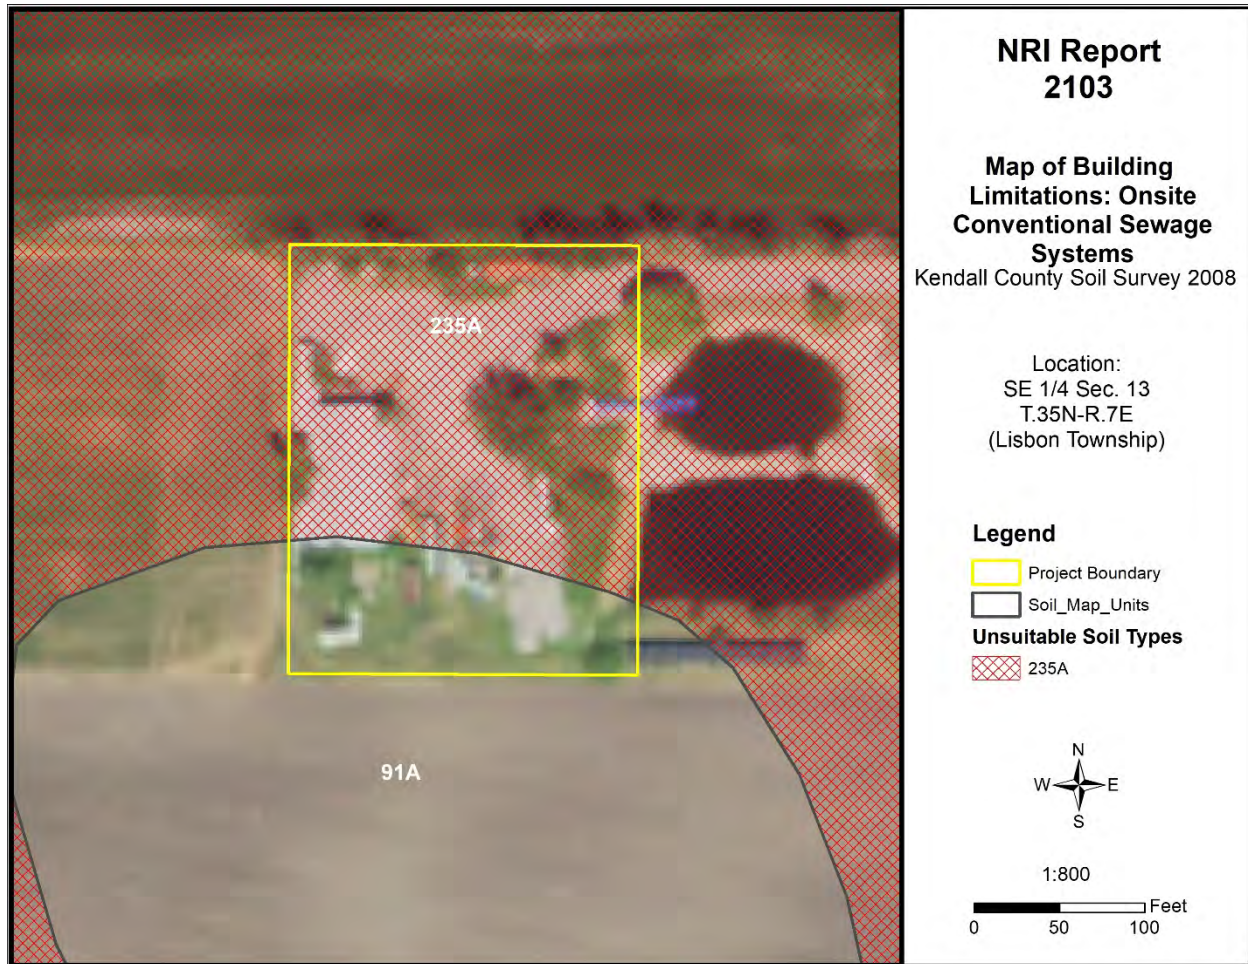 NRI Report
2103
Map of Building
Limitations: Onsite
Conventional Sewage
Systems
Kendall County Soil Survey 2008
Location:
SE 1/4 Sec. 13
T.35N-R.7E
(Lisbon Township)
Legend
Project Boundary
Soil_Map_Units
Unsuitable Soil Types
235A
N
W E
S
1:800
Feet
0 50 100
235A
91A